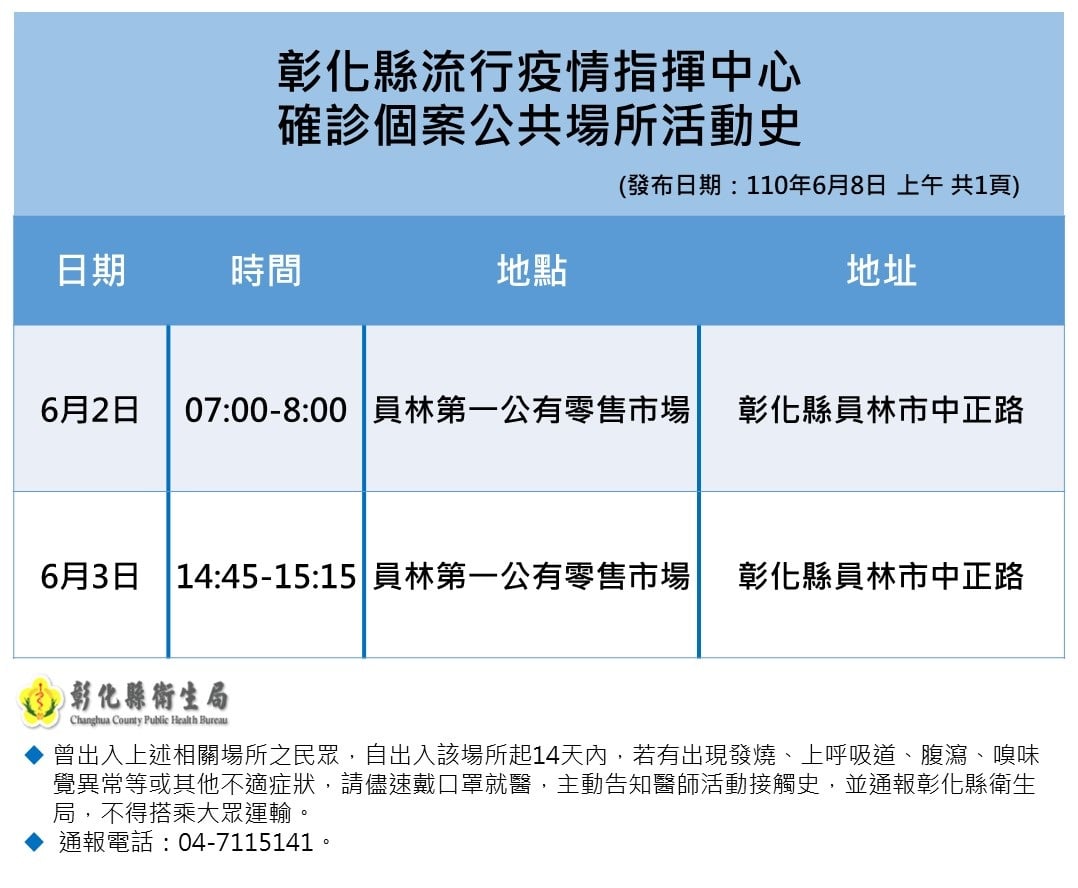 彰化縣流行疫情指揮中心
確診個案公共場所活動史
(發布日期：110年6月8日 上午 共1頁)
日期 時間 地點 地址
6月2日 07:00-8:00 員林第一公有零售市場 彰化縣員林市中正路
6月3日 14:45-15:15 員林第一公有零售市場 彰化縣員林市中正路
彰化縣衛生局
Changhua County Public Health Bureau
◆ 曾出入上述相關場所之民眾，自出入該場所起14天內，若有出現發燒、上呼吸道、腹瀉、嗅味
覺異常等或其他不適症狀，請儘速戴口罩就醫，主動告知醫師活動接觸史，並通報彰化縣衛生
局，不得搭乘大眾運輸。
◆ 通報電話：04-7115141。